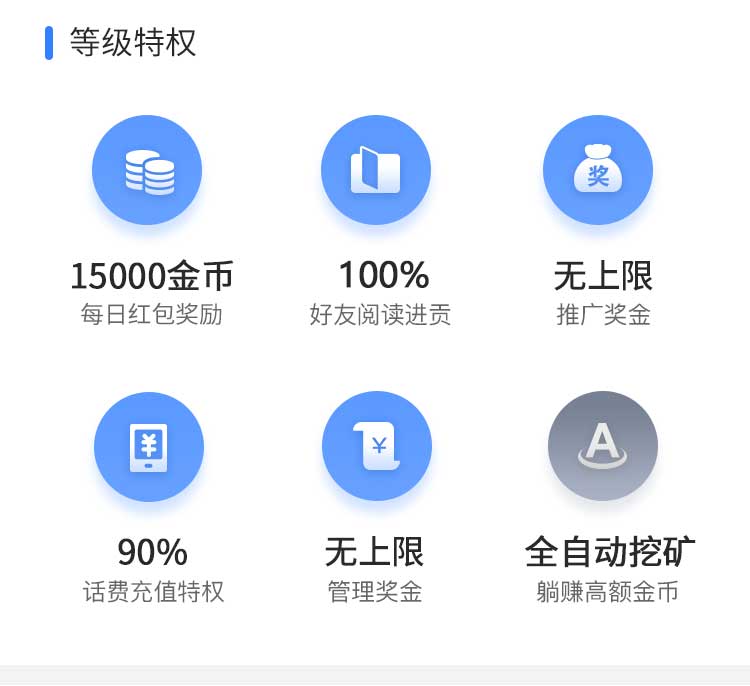 等级特权
奖
15000金币
100%
无上限
每日红包奖励
好友阅读进贡
推广奖金
¥
¥
A
90%
无上限
全自动挖矿
话费充值特权
管理奖金
躺赚高额金币